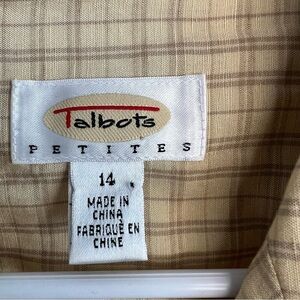 Talbots
PETITES
14
MADE IN
CHINA
FABRIQUÉ EN
CHINE